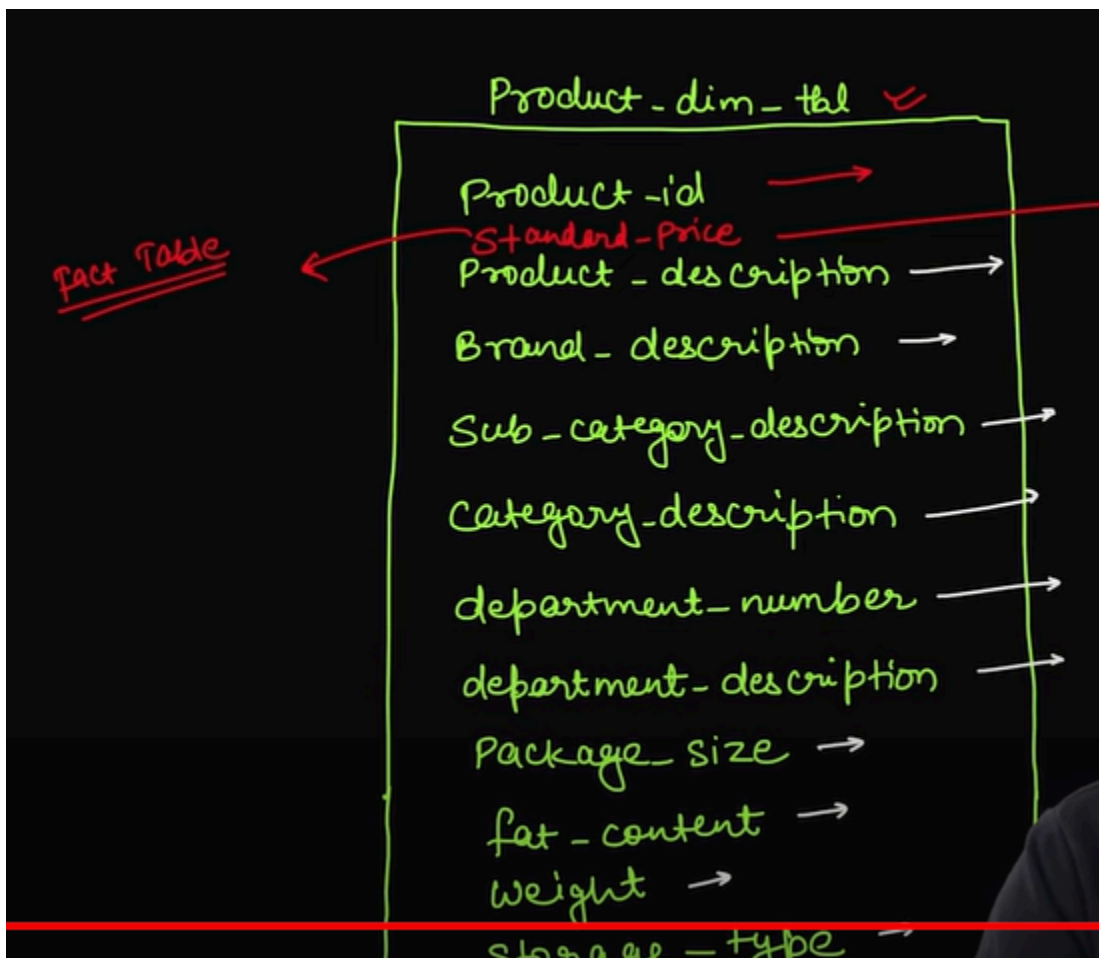 Product-dim-tbl
Product-id
Standard-Price
Fact Table
Product-description
Brand-description
Sub-category-description
Category-description
department-number
department-description
Package-size
fat-content
weight
storage-type